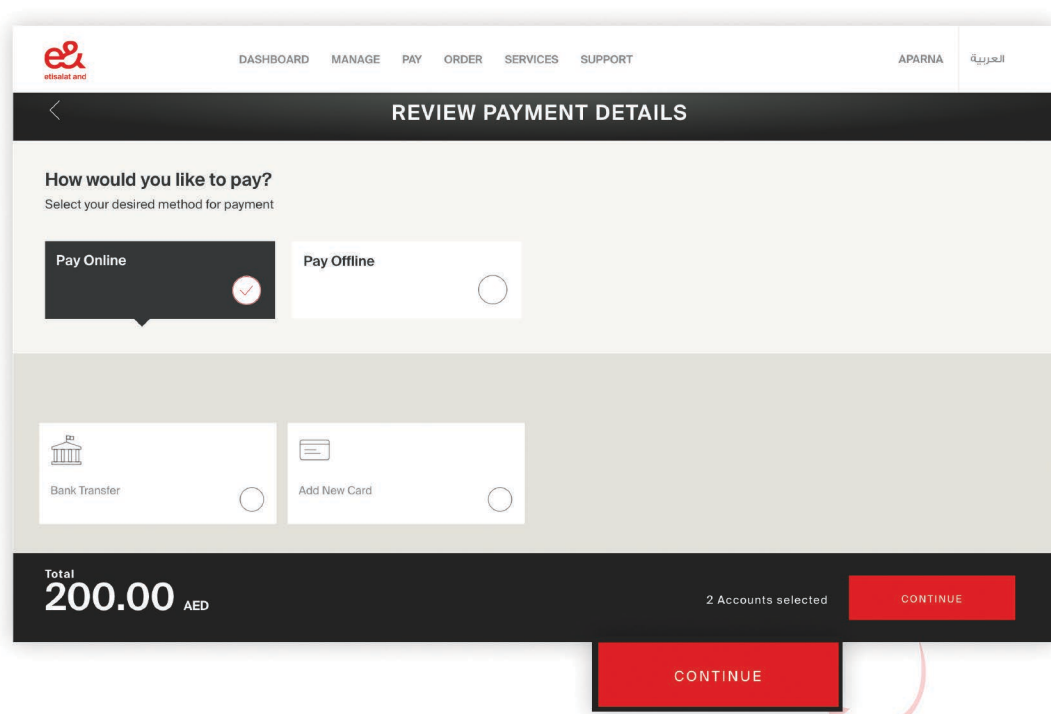 e&
etisalat and
DASHBOARD MANAGE PAY ORDER SERVICES SUPPORT APARNA العربية
REVIEW PAYMENT DETAILS
How would you like to pay?
Select your desired method for payment
Pay Online Pay Offline
Bank Transfer Add New Card
Total
200.00 AED 2 Accounts selected CONTINUE
CONTINUE